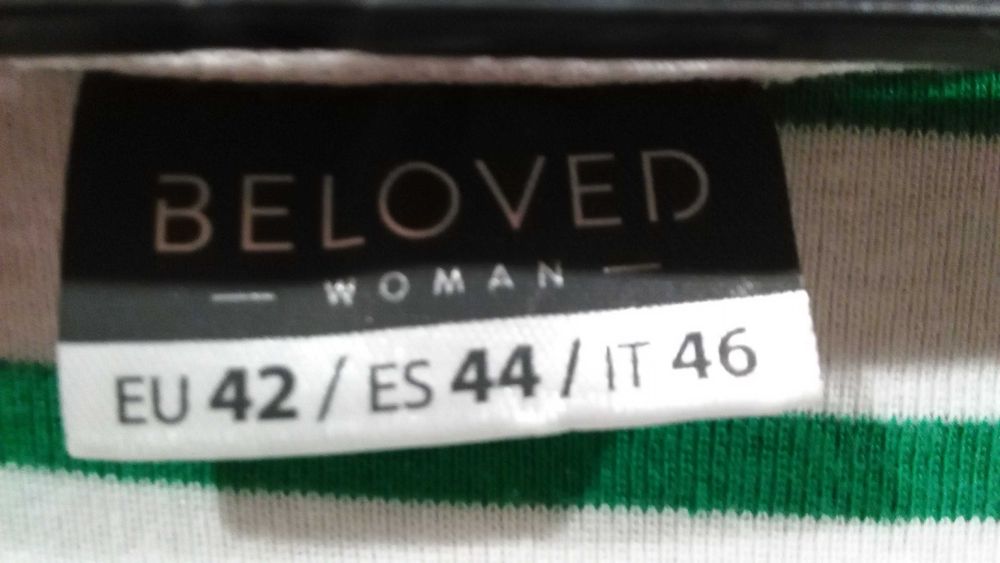 BELOVED
— WOMAN —
EU 42 / ES 44 / IT 46